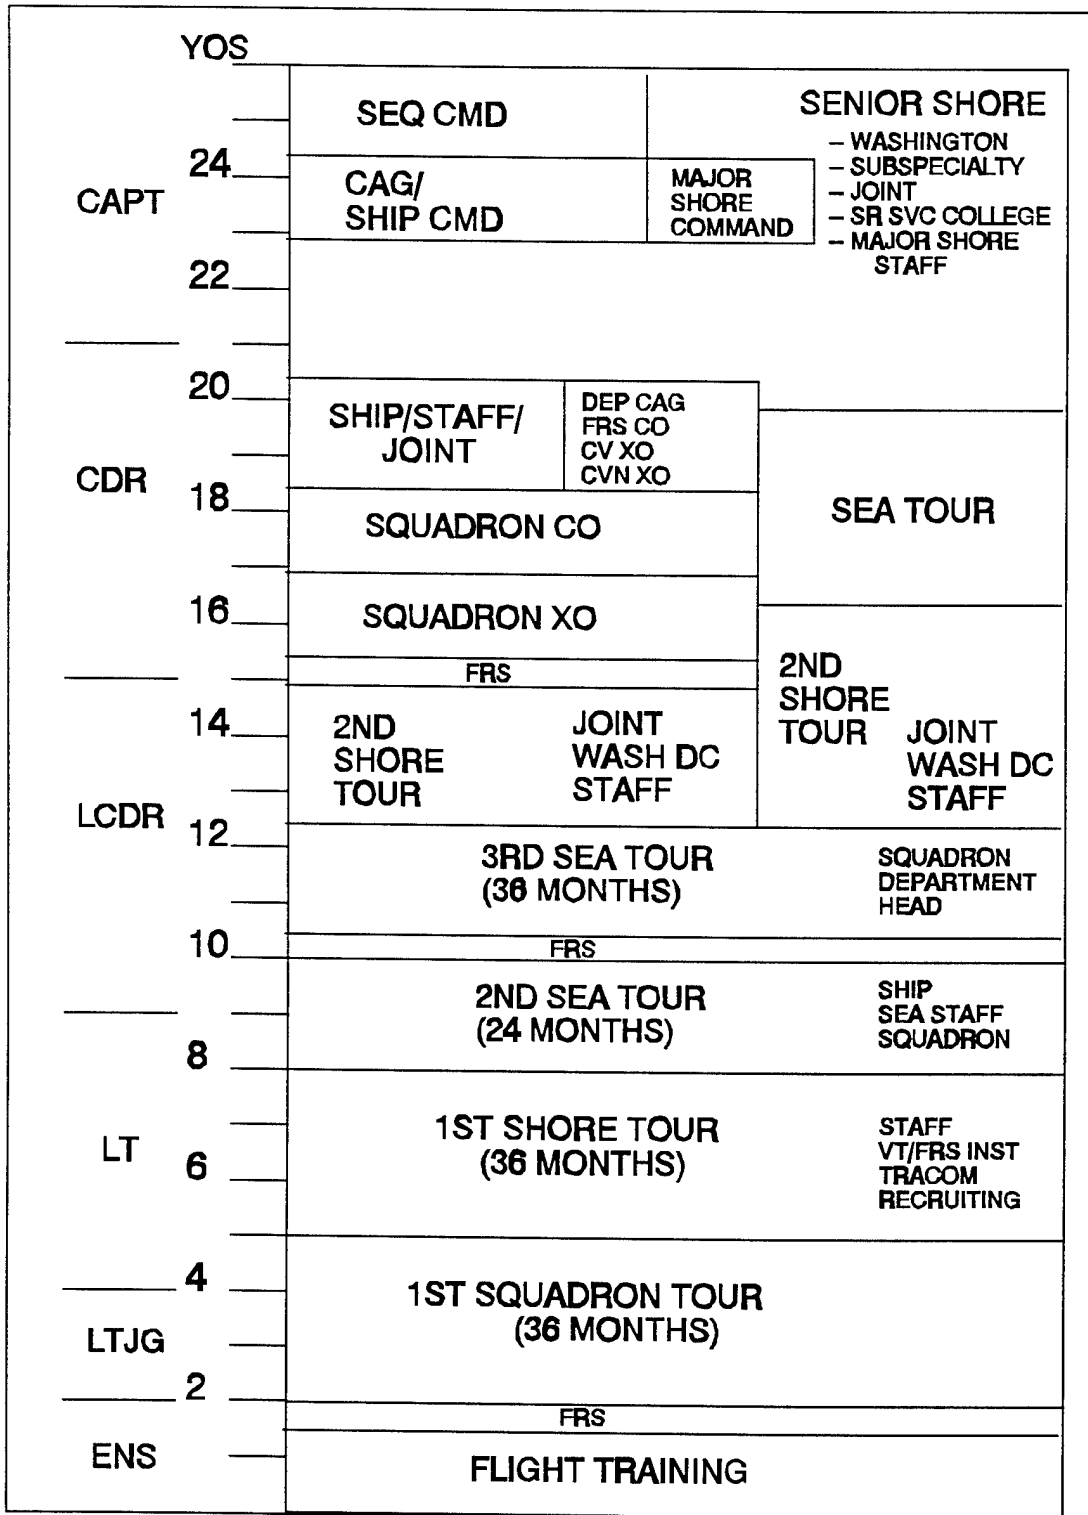 YOS
SEQ CMD
SENIOR SHORE
– WASHINGTON
– SUBSPECIALTY
– JOINT
– SR SVC COLLEGE
– MAJOR SHORE
STAFF
24
CAPT
CAG/
SHIP CMD
MAJOR
SHORE
COMMAND
22
20
SHIP/STAFF/
JOINT
DEP CAG
FRS CO
CV XO
CVN XO
CDR
18
SEA TOUR
SQUADRON CO
16
SQUADRON XO
FRS
2ND
SHORE
TOUR
JOINT
WASH DC
STAFF
14
2ND
SHORE
TOUR
JOINT
WASH DC
STAFF
LCDR
12
3RD SEA TOUR
(36 MONTHS)
SQUADRON
DEPARTMENT
HEAD
10
FRS
2ND SEA TOUR
(24 MONTHS)
SHIP
SEA STAFF
SQUADRON
8
LT
6
1ST SHORE TOUR
(36 MONTHS)
STAFF
VT/FRS INST
TRACOM
RECRUITING
4
1ST SQUADRON TOUR
(36 MONTHS)
LTJG
2
FRS
ENS
FLIGHT TRAINING